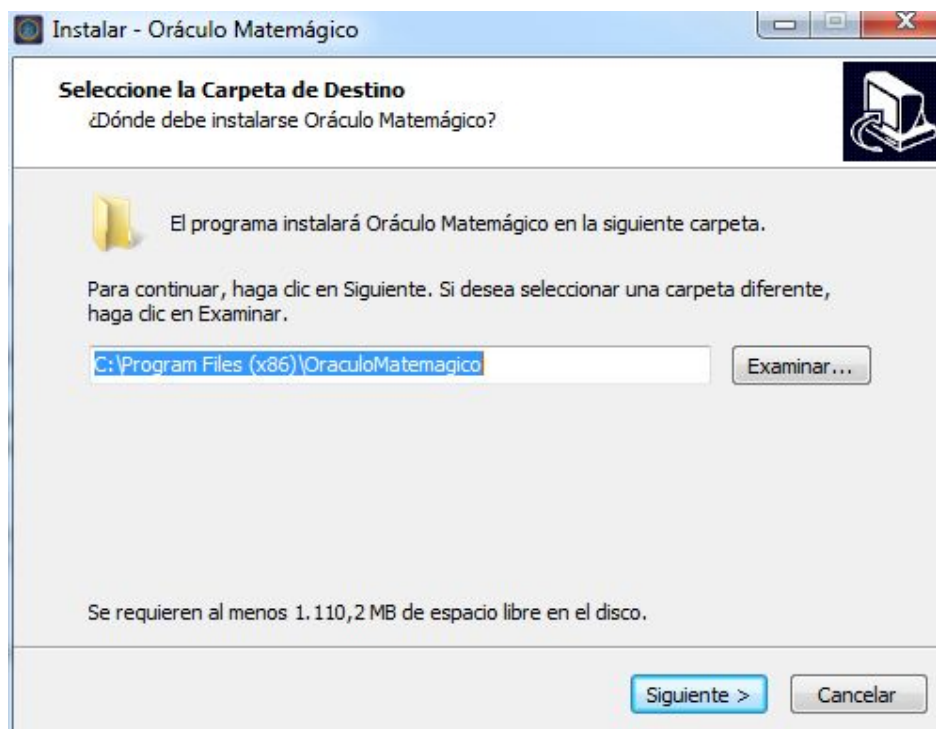 Instalar - Oráculo Matemágico
Seleccione la Carpeta de Destino
¿Dónde debe instalarse Oráculo Matemágico?
El programa instalará Oráculo Matemágico en la siguiente carpeta.
Para continuar, haga clic en Siguiente. Si desea seleccionar una carpeta diferente,
haga clic en Examinar.
C:\Program Files (x86)\OraculoMatemagico
Examinar...
Se requieren al menos 1.110,2 MB de espacio libre en el disco.
Siguiente >
Cancelar